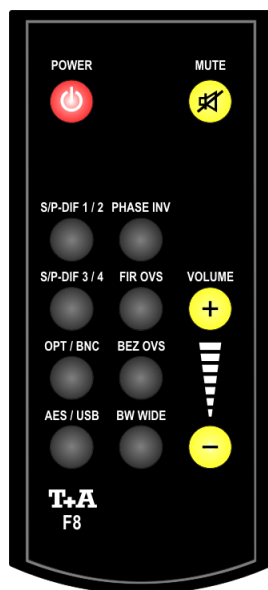 POWER MUTE
S/P-DIF 1 / 2 PHASE INV
S/P-DIF 3 / 4 FIR OVS VOLUME
+
OPT / BNC BEZ OVS
AES / USB BW WIDE
−
T+A
F8